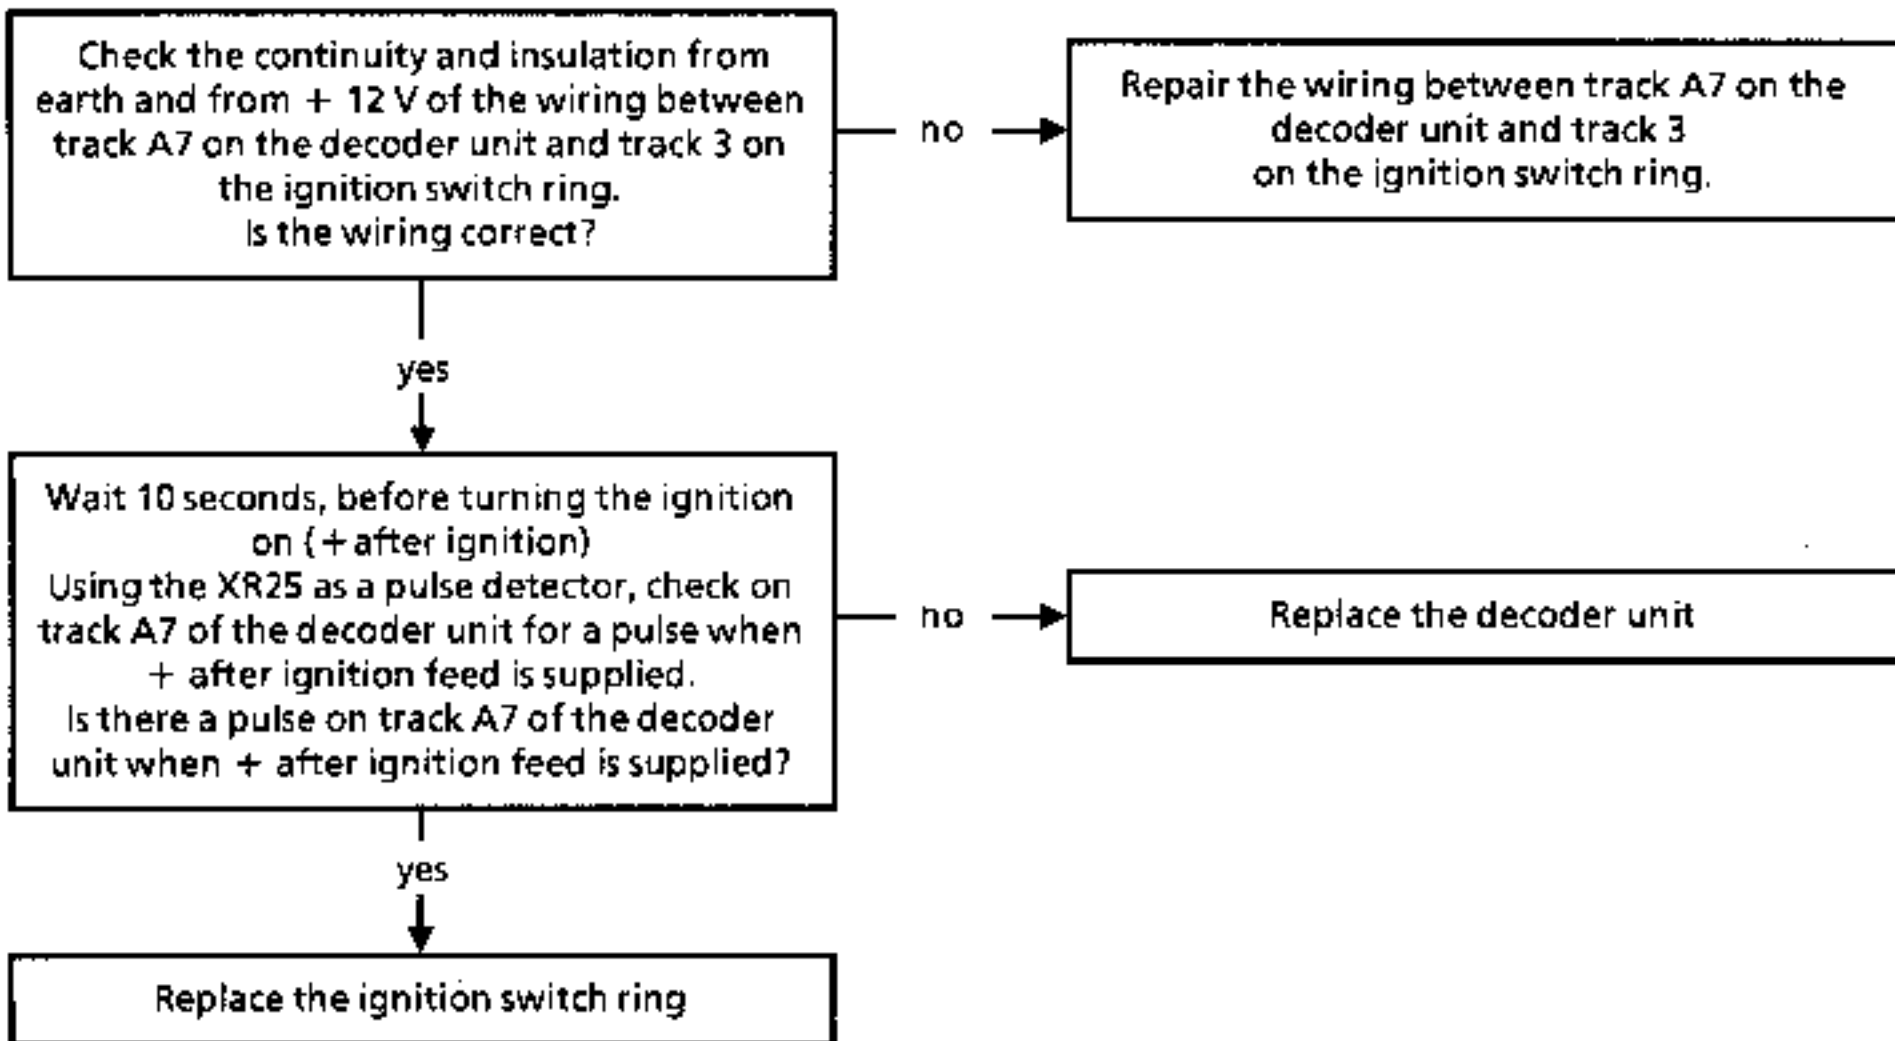 Check the continuity and insulation from
earth and from + 12 V of the wiring between
track A7 on the decoder unit and track 3 on
the ignition switch ring.
Is the wiring correct?
no
Repair the wiring between track A7 on the
decoder unit and track 3
on the ignition switch ring.
yes
Wait 10 seconds, before turning the ignition
on (+ after ignition)
Using the XR25 as a pulse detector, check on
track A7 of the decoder unit for a pulse when
+ after ignition feed is supplied.
Is there a pulse on track A7 of the decoder
unit when + after ignition feed is supplied?
no
Replace the decoder unit
yes
Replace the ignition switch ring